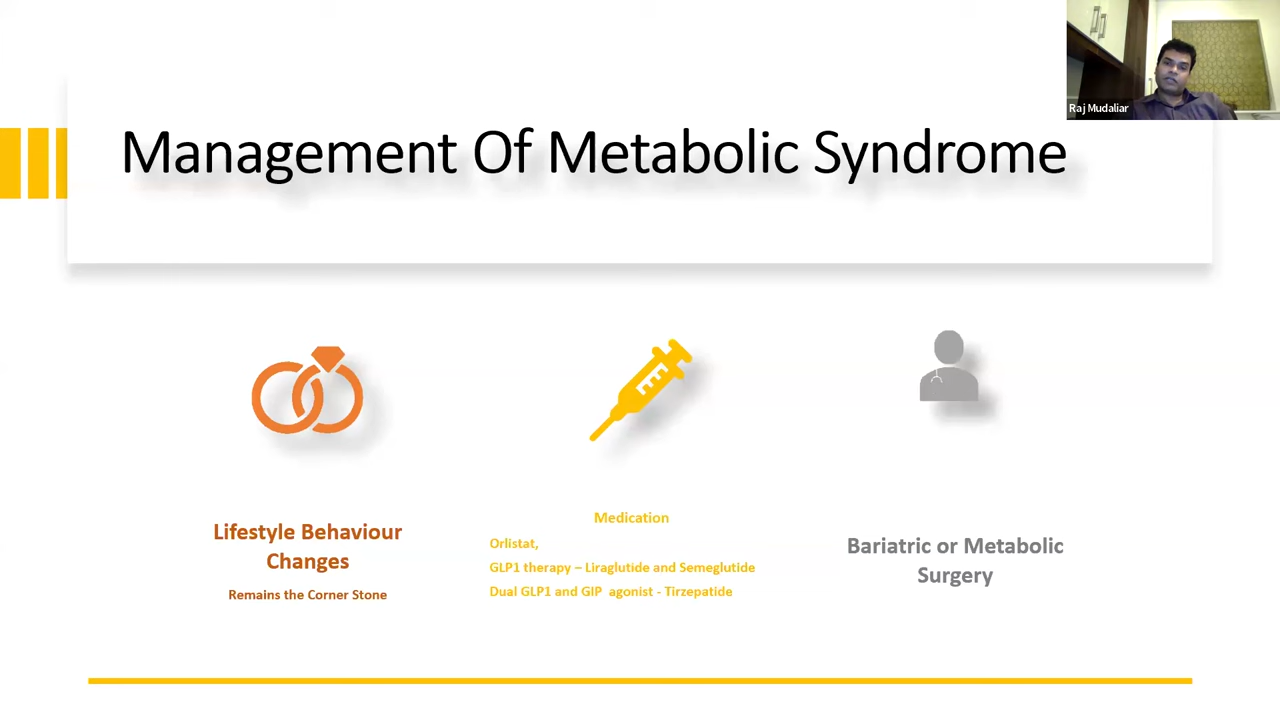 Raj Mudaliar
Management Of Metabolic Syndrome
Lifestyle Behaviour
Changes
Remains the Corner Stone
Medication
Orlistat,
GLP1 therapy – Liraglutide and Semeglutide
Dual GLP1 and GIP agonist - Tirzepatide
Bariatric or Metabolic
Surgery